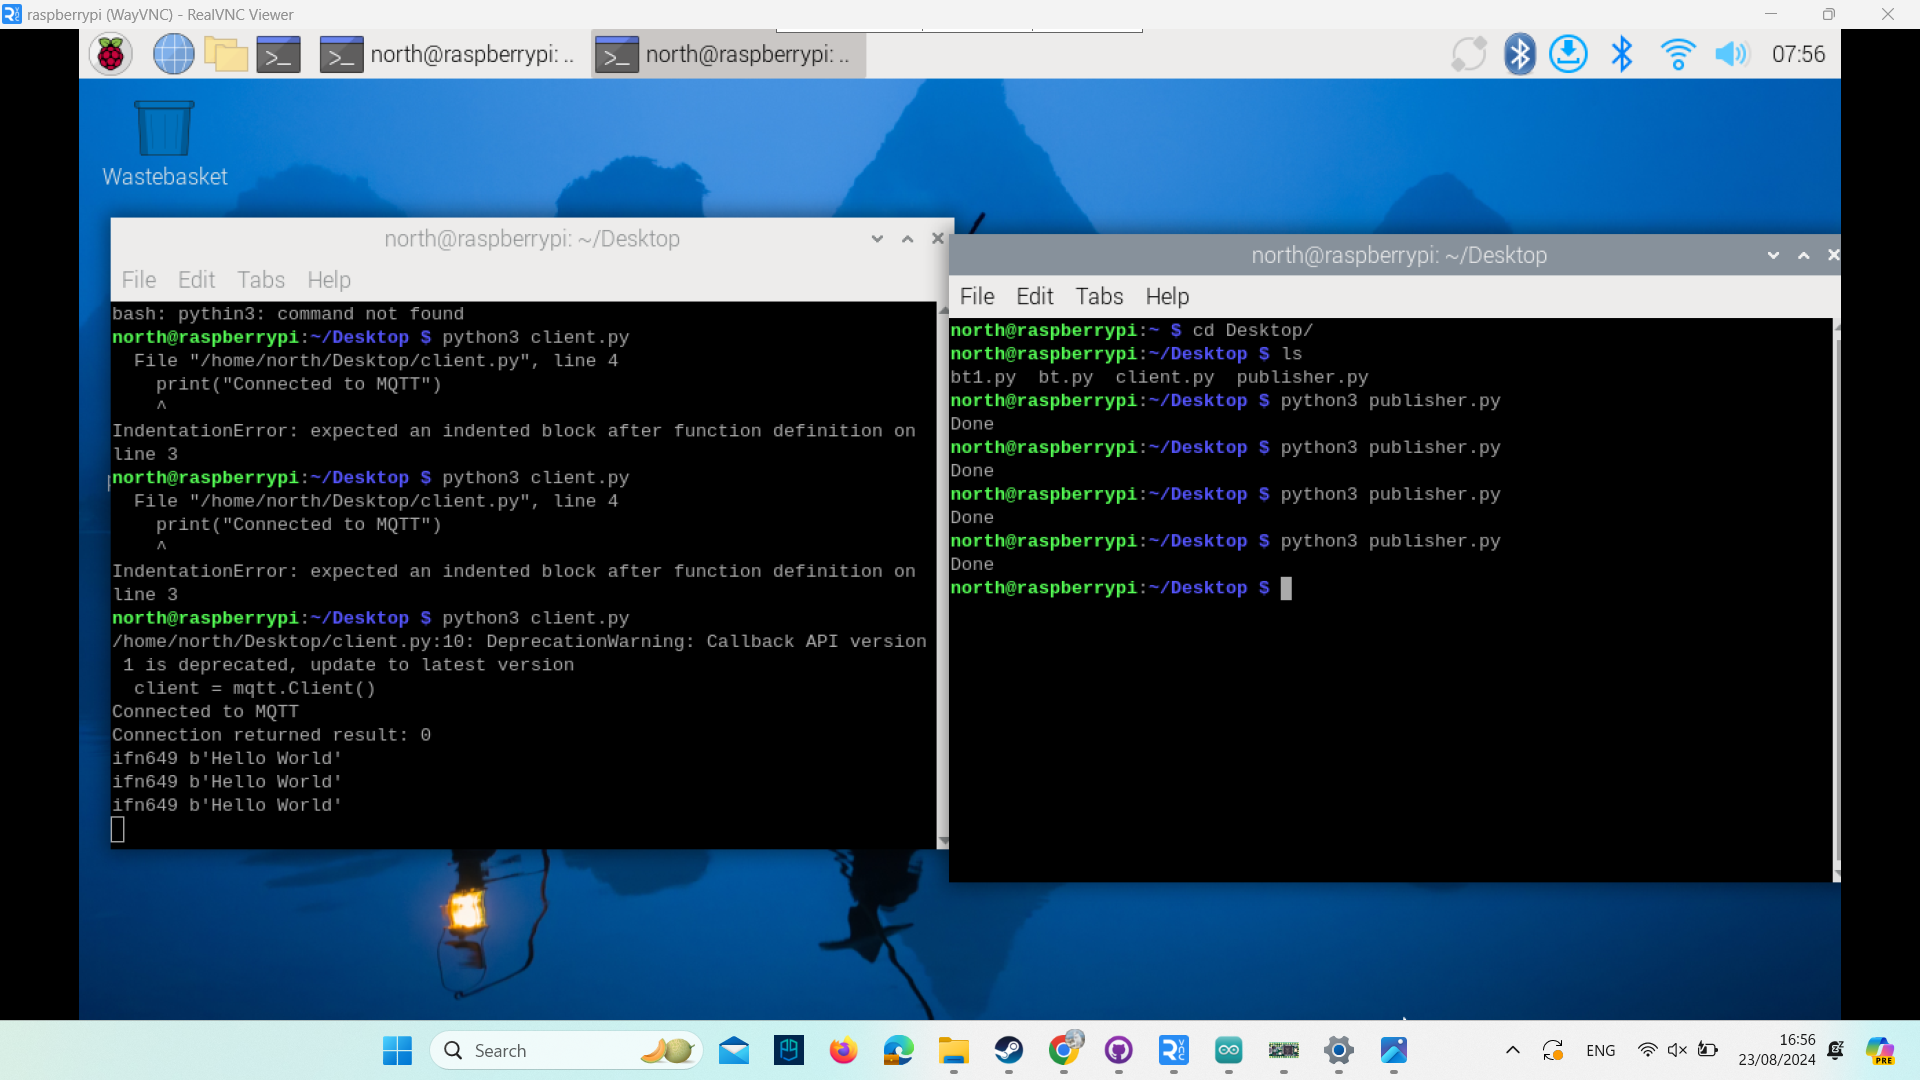 raspberrypi (WayVNC) - RealVNC Viewer
north@raspberrypi: ..
north@raspberrypi: ..
07:56
Wastebasket
north@raspberrypi: ~/Desktop
File Edit Tabs Help
bash: pythin3: command not found
north@raspberrypi:~/Desktop $ python3 client.py
  File "/home/north/Desktop/client.py", line 4
    print("Connected to MQTT")
    ^
IndentationError: expected an indented block after function definition on
line 3
north@raspberrypi:~/Desktop $ python3 client.py
  File "/home/north/Desktop/client.py", line 4
    print("Connected to MQTT")
    ^
IndentationError: expected an indented block after function definition on
line 3
north@raspberrypi:~/Desktop $ python3 client.py
/home/north/Desktop/client.py:10: DeprecationWarning: Callback API version
 1 is deprecated, update to latest version
  client = mqtt.Client()
Connected to MQTT
Connection returned result: 0
ifn649 b'Hello World'
ifn649 b'Hello World'
ifn649 b'Hello World'
north@raspberrypi: ~/Desktop
File Edit Tabs Help
north@raspberrypi:~ $ cd Desktop/
north@raspberrypi:~/Desktop $ ls
bt1.py  bt.py  client.py  publisher.py
north@raspberrypi:~/Desktop $ python3 publisher.py
Done
north@raspberrypi:~/Desktop $ python3 publisher.py
Done
north@raspberrypi:~/Desktop $ python3 publisher.py
Done
north@raspberrypi:~/Desktop $ python3 publisher.py
Done
north@raspberrypi:~/Desktop $
Search
ENG
16:56
23/08/2024
PRE